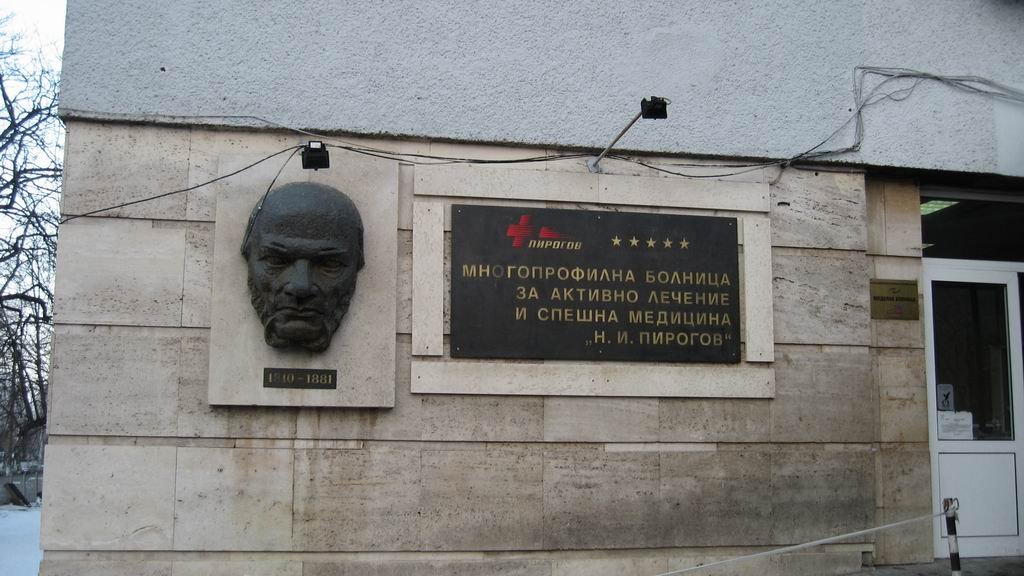 ПИРОГОВ
МНОГОПРОФИЛНА БОЛНИЦА
ЗА АКТИВНО ЛЕЧЕНИЕ
И СПЕШНА МЕДИЦИНА
„Н. И. ПИРОГОВ“
1810 - 1881